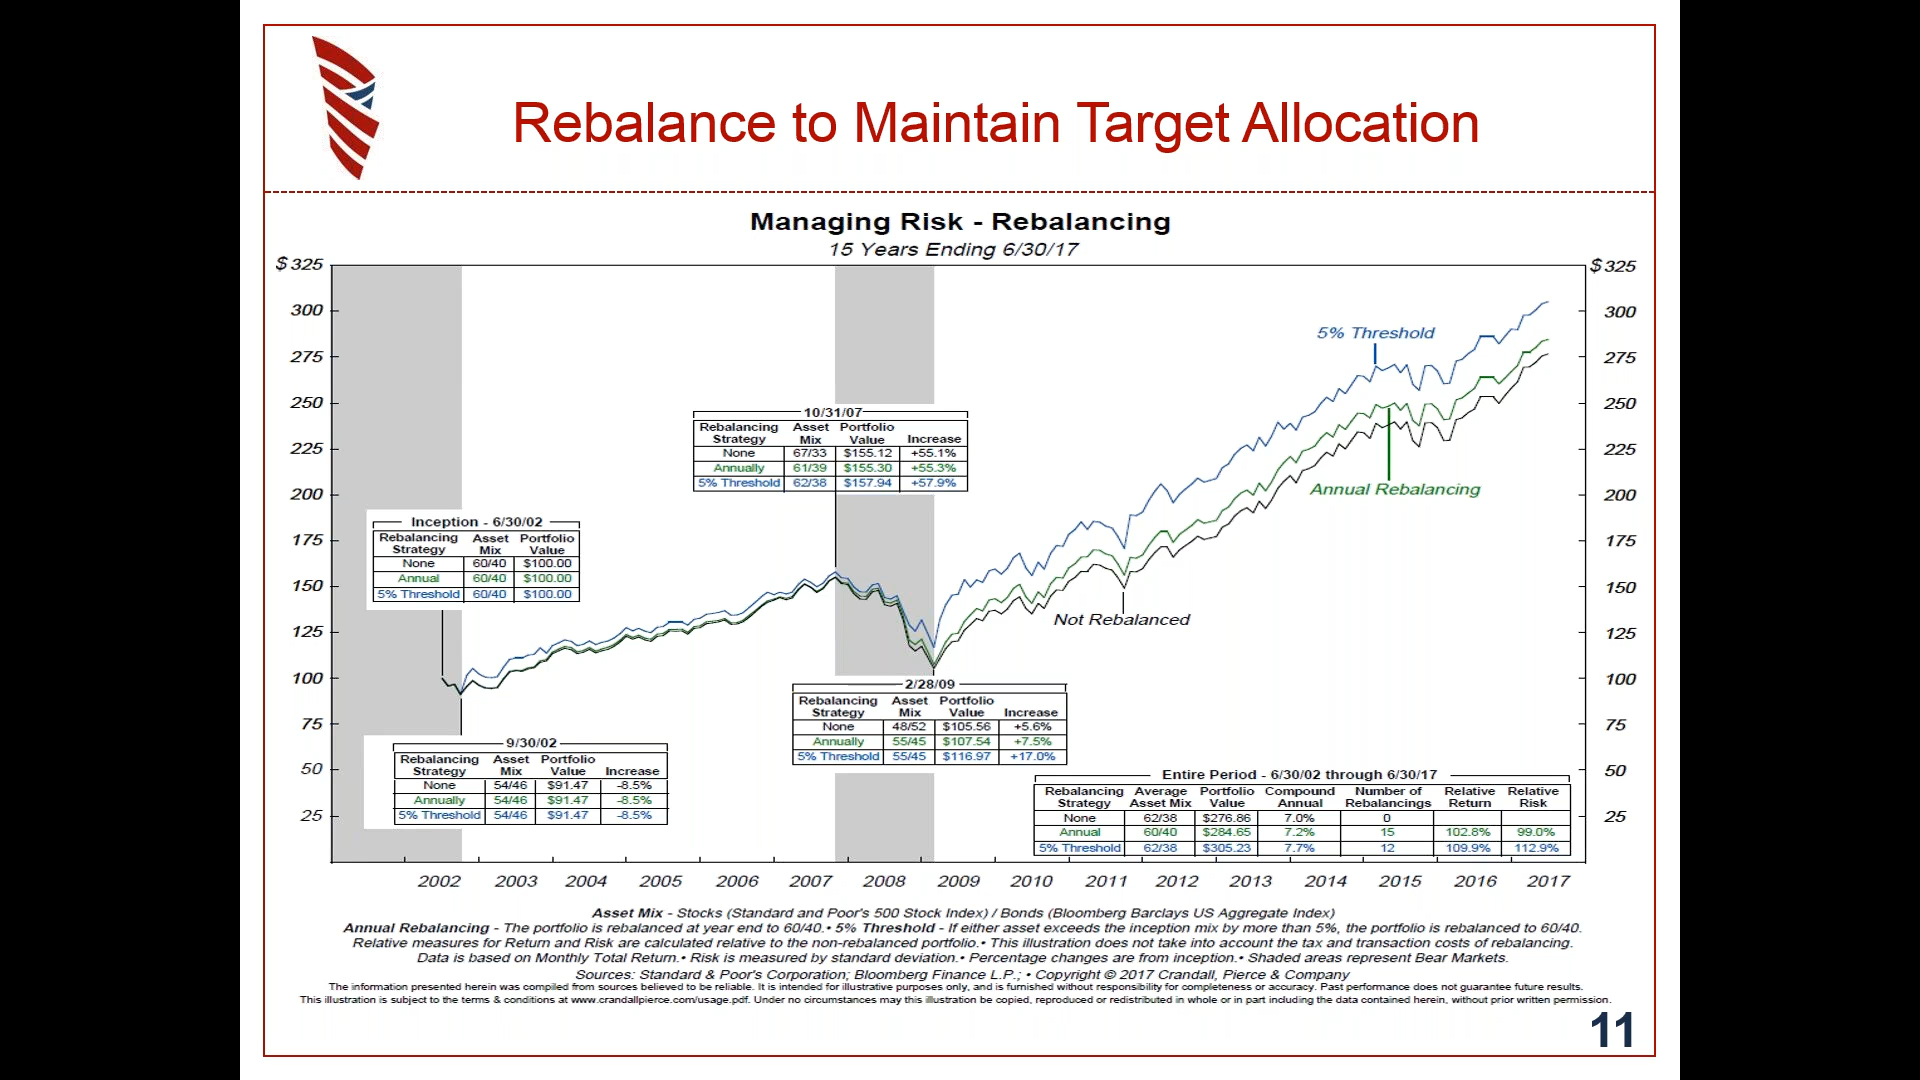 Rebalance to Maintain Target Allocation
Managing Risk - Rebalancing
15 Years Ending 6/30/17
$ 325
300
275
250
225
200
175
150
125
100
75
50
25
$ 325
300
275
250
225
200
175
150
125
100
75
50
25
5% Threshold
Annual Rebalancing
Not Rebalanced
Inception - 6/30/02
Rebalancing Strategy Asset Mix Portfolio Value
None 60/40 $100.00
Annual 60/40 $100.00
5% Threshold 60/40 $100.00
10/31/07
Rebalancing Strategy Asset Mix Portfolio Value Increase
None 67/33 $155.12 +55.1%
Annually 61/39 $155.30 +55.3%
5% Threshold 62/38 $157.94 +57.9%
9/30/02
Rebalancing Strategy Asset Mix Portfolio Value Increase
None 54/46 $91.47 -8.5%
Annually 54/46 $91.47 -8.5%
5% Threshold 54/46 $91.47 -8.5%
2/28/09
Rebalancing Strategy Asset Mix Portfolio Value Increase
None 48/52 $105.56 +5.6%
Annually 55/45 $107.54 +7.5%
5% Threshold 55/45 $116.97 +17.0%
Entire Period - 6/30/02 through 6/30/17
Rebalancing Strategy Average Asset Mix Portfolio Value Compound Annual Number of Rebalancings Relative Return Relative Risk
None 62/38 $276.86 7.0% 0
Annual 60/40 $284.65 7.2% 15 102.8% 99.0%
5% Threshold 62/38 $305.23 7.7% 12 109.9% 112.9%
2002 2003 2004 2005 2006 2007 2008 2009 2010 2011 2012 2013 2014 2015 2016 2017
Asset Mix - Stocks (Standard and Poor's 500 Stock Index) / Bonds (Bloomberg Barclays US Aggregate Index)
Annual Rebalancing - The portfolio is rebalanced at year end to 60/40.• 5% Threshold - If either asset exceeds the inception mix by more than 5%, the portfolio is rebalanced to 60/40.
Relative measures for Return and Risk are calculated relative to the non-rebalanced portfolio.• This illustration does not take into account the tax and transaction costs of rebalancing.
Data is based on Monthly Total Return.• Risk is measured by standard deviation.• Percentage changes are from inception.• Shaded areas represent Bear Markets.
Sources: Standard & Poor's Corporation; Bloomberg Finance L.P.; • Copyright © 2017 Crandall, Pierce & Company
The information presented herein was compiled from sources believed to be reliable. It is intended for illustrative purposes only, and is furnished without responsibility for completeness or accuracy. Past performance does not guarantee future results.
This illustration is subject to the terms & conditions at www.crandallpierce.com/usage.pdf. Under no circumstances may this illustration be copied, reproduced or redistributed in whole or in part including the data contained herein, without prior written permission.
11